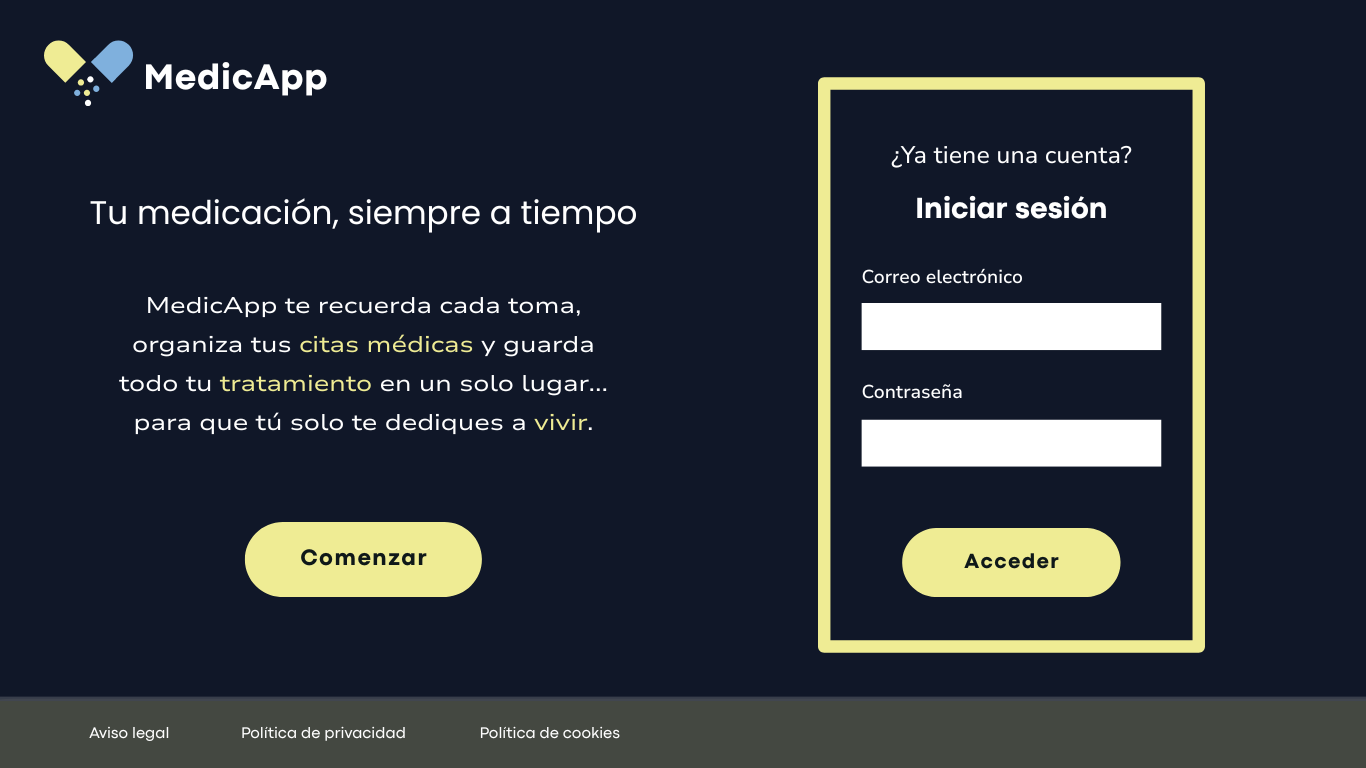 MedicApp
Tu medicación, siempre a tiempo
MedicApp te recuerda cada toma,
organiza tus citas médicas y guarda
todo tu tratamiento en un solo lugar...
para que tú solo te dediques a vivir.
Comenzar
¿Ya tiene una cuenta?
Iniciar sesión
Correo electrónico
Contraseña
Acceder
Aviso legal
Política de privacidad
Política de cookies